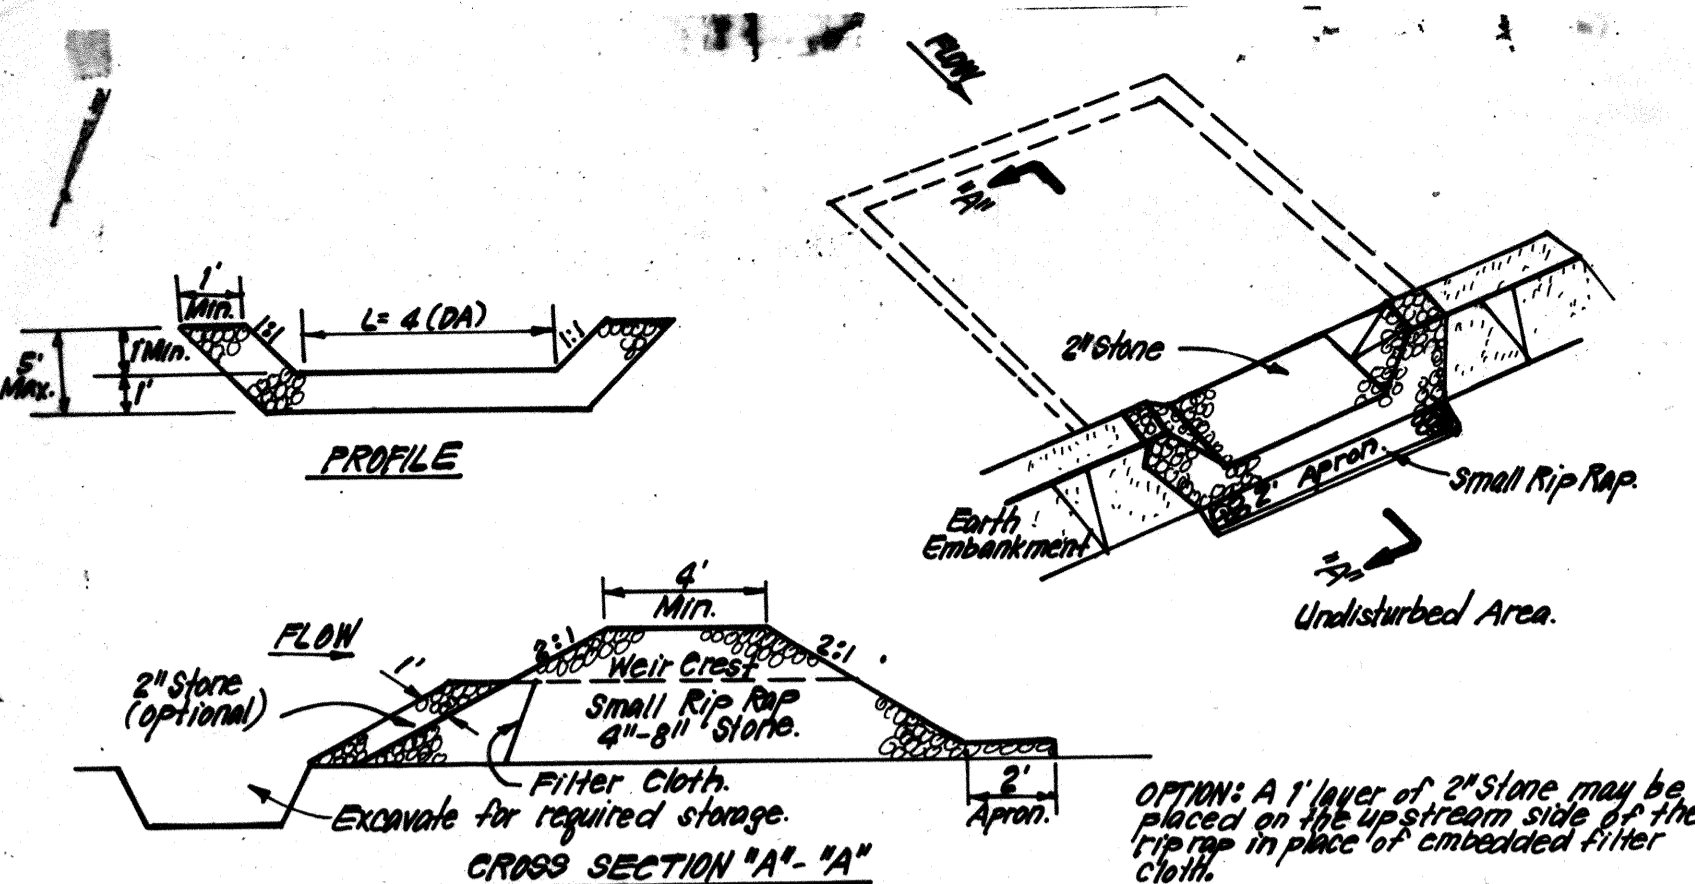 FLOW
"A"
1'
Min.
1:1
L= 4 (DA)
1:1
5'
Max.
1' Min.
1'
PROFILE
2" Stone
2' Apron.
Small Rip Rap.
Earth
Embankment
"A"
Undisturbed Area.
4'
Min.
FLOW
1'
2:1
2:1
Weir Crest
2" Stone
(optional)
Small Rip Rap
4"-8" Stone.
Filter Cloth.
Excavate for required storage.
2'
Apron.
CROSS SECTION "A"-"A"
OPTION: A 1' layer of 2" Stone may be
placed on the upstream side of the
rip rap in place of embedded filter
cloth.